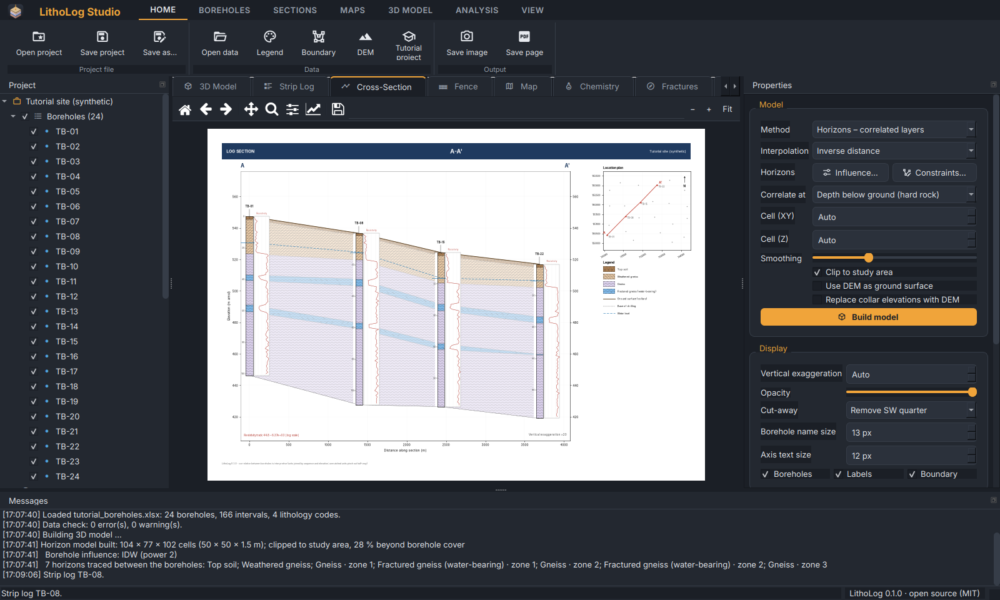 LithoLog Studio
HOME
BOREHOLES
SECTIONS
MAPS
3D MODEL
ANALYSIS
VIEW
Open project
Save project
Save as...
Open data
Legend
Boundary
DEM
Tutorial project
Save image
Save page
Project file
Data
Output
Project
Tutorial site (synthetic)
Boreholes (24)
TB-01
TB-02
TB-03
TB-04
TB-05
TB-06
TB-07
TB-08
TB-09
TB-10
TB-11
TB-12
TB-13
TB-14
TB-15
TB-16
TB-17
TB-18
TB-19
TB-20
TB-21
TB-22
TB-23
TB-24
3D Model
Strip Log
Cross-Section
Fence
Map
Chemistry
Fractures
− + Fit
LOG SECTION
A-A'
Tutorial site (synthetic)
A
A'
TB-01
TB-08
TB-15
TB-22
Resistivity
Resistivity
Resistivity
Resistivity
560
540
520
500
480
460
440
420
560
540
520
500
480
460
440
420
Elevation (m amsl)
0
500
1000
1500
2000
2500
3000
3500
4000
Distance along section (m)
Vertical exaggeration ×20
Location plan
A'
A
N
Legend
Top soil
Weathered gneiss
Gneiss
Fractured gneiss (water-bearing)
Ground surface (collars)
Base of drilling
Water level
Properties
Model
Method
Horizons – correlated layers
Interpolation
Inverse distance
Horizons
Influence...
Constraints...
Correlate at
Depth below ground (hard rock)
Cell (XY)
Auto
Cell (Z)
Auto
Smoothing
Clip to study area
Use DEM as ground surface
Replace collar elevations with DEM
Build model
Display
Vertical exaggeration
Auto
Opacity
Cut-away
Remove SW quarter
Borehole name size
13 px
Axis text size
12 px
Boreholes
Labels
Boundary
Messages
[17:07:40] Loaded tutorial_boreholes.xlsx: 24 boreholes, 166 intervals, 4 lithology codes.
[17:07:40] Data check: 0 error(s), 0 warning(s).
[17:07:40] Building 3D model ...
[17:07:41] Horizon model built: 104 × 77 × 102 cells (50 × 50 × 1.5 m); clipped to study area, 28 % beyond borehole cover
[17:07:41] Borehole influence: IDW (power 2)
[17:07:41] 7 horizons traced between the boreholes: Top soil; Weathered gneiss; Gneiss · zone 1; Fractured gneiss (water-bearing) · zone 1; Gneiss · zone 2; Fractured gneiss (water-bearing) · zone 2; Gneiss · zone 3
[17:09:06] Strip log TB-08.
Strip log TB-08.
LithoLog 0.1.0 · open source (MIT)